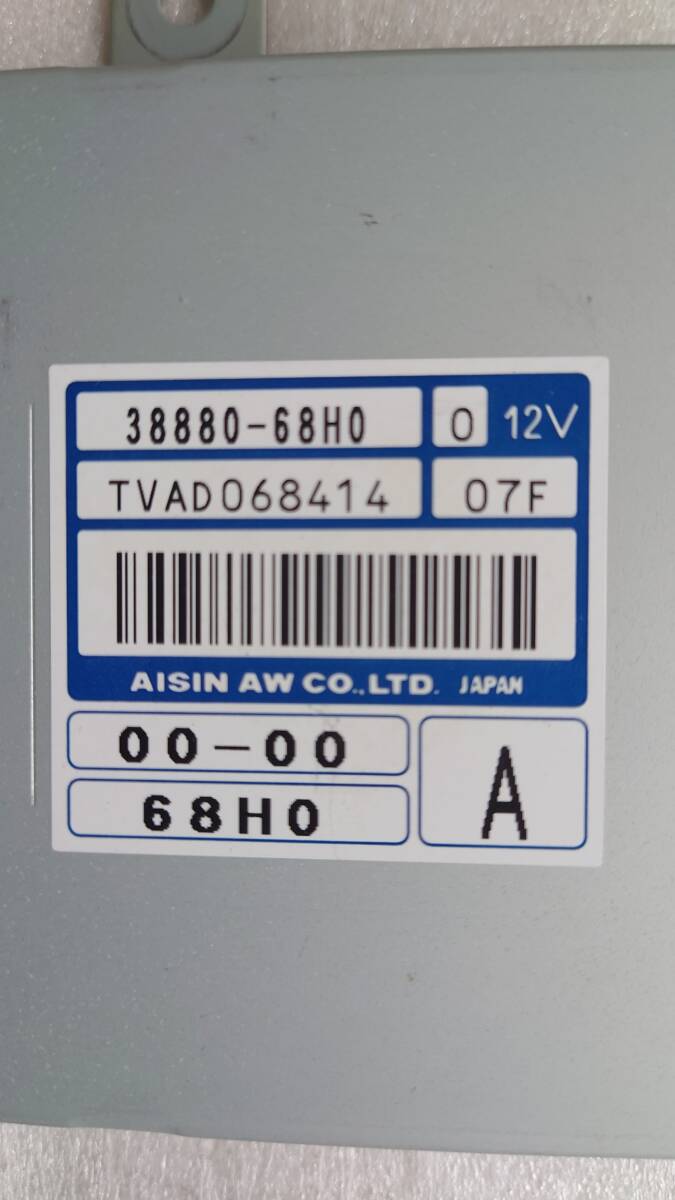 38880-68H0 0 12V
TVAD068414 07F
AISIN AW CO.,LTD. JAPAN
00-00
68H0
A